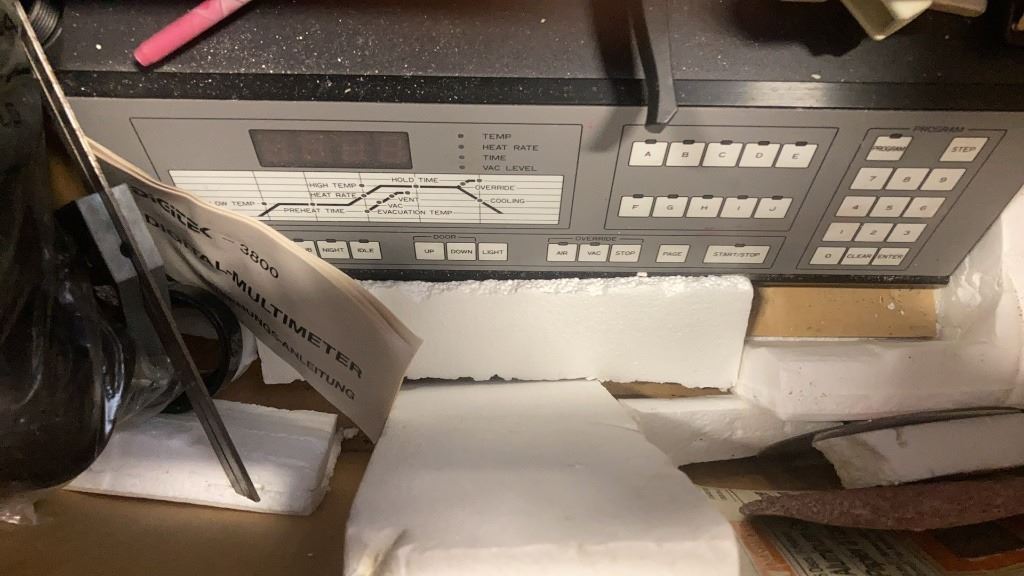 PROGRAM
TEMP
HEAT RATE
TIME
VAC LEVEL
A B C D E
PROGRAM STEP
HOLD TIME
HIGH TEMP
OVERRIDE
HEAT RATE
VENT
COOLING
VAC
OW TEMP
PREHEAT TIME
EVACUATION TEMP
F G H I J
7 8 9
4 5 6
1 2 3
0 CLEAR ENTER
DOOR
OVERRIDE
NIGHT IDLE
UP DOWN LIGHT
AIR VAC STOP
PAGE
START/STOP
DIGITEK - 3800
DIGITAL-MULTIMETER